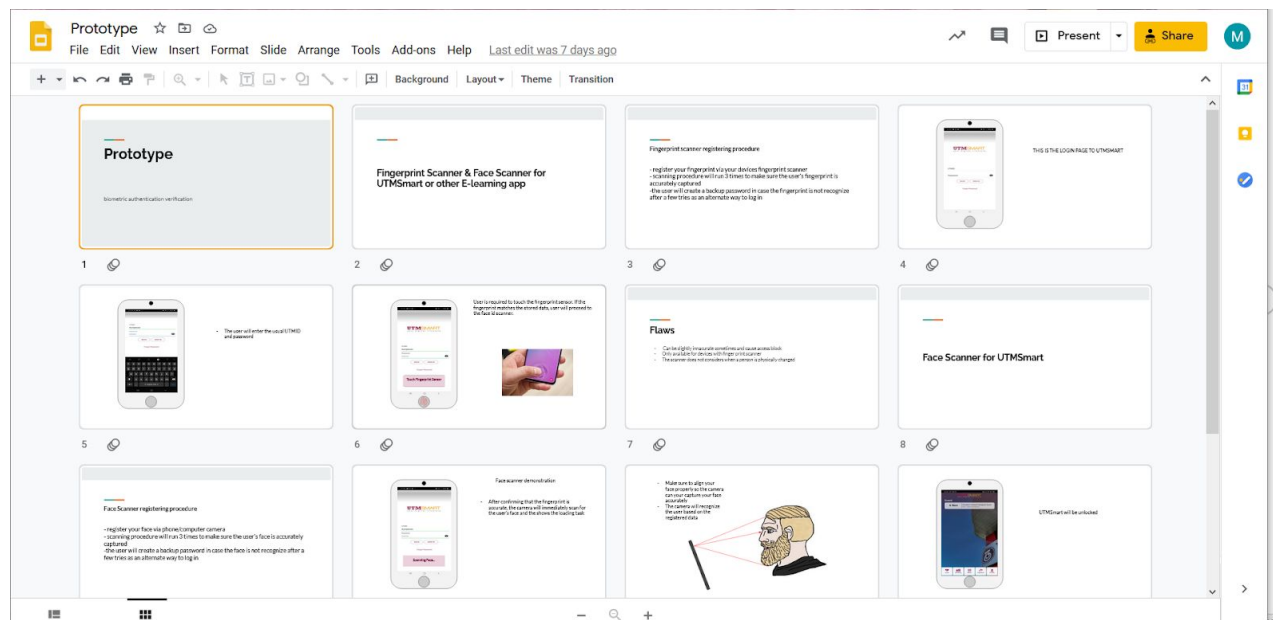 Prototype
File Edit View Insert Format Slide Arrange Tools Add-ons Help Last edit was 7 days ago
Present
Share
M
Background Layout Theme Transition
31
Prototype
biometric authentication verification
1
Fingerprint Scanner & Face Scanner for
UTMSmart or other E-learning app
2
Fingerprint scanner registering procedure
- register your fingerprint via your devices fingerprint scanner
- scanning procedure will run 3 times to make sure the user's fingerprint is
accurately captured
-the user will create a backup password in case the fingerprint is not recognize
after a few tries as an alternate way to log in
3
UTMSMART
THIS IS THE LOGIN PAGE TO UTMSMART
4
- The user will enter the usual UTMID
and password
5
User is required to touch the fingerprint sensor. If the
fingerprint matches the stored data, user will proceed to
the face id scanner.
UTMSMART
Touch Fingerprint Sensor
6
Flaws
- Can be slightly inaccurate sometimes and cause access block
- Only available for devices with finger print scanner
- The scanner does not considers when a person is physically changed
7
Face Scanner for UTMSmart
8
Face Scanner registering procedure
- register your face via phone/computer camera
- scanning procedure will run 3 times to make sure the user's face is accurately
captured
-the user will create a backup password in case the face is not recognize after a
few tries as an alternate way to log in
Face scanner demonstration
- After confirming that the fingerprint is
accurate, the camera will immediately scan for
the user's face and the shows the loading task
UTMSMART
Scanning Face...
- Make sure to align your
face properly so the camera
can your capture your face
accurately
- The camera will recognize
the user based on the
registered data
UTMSmart will be unlocked